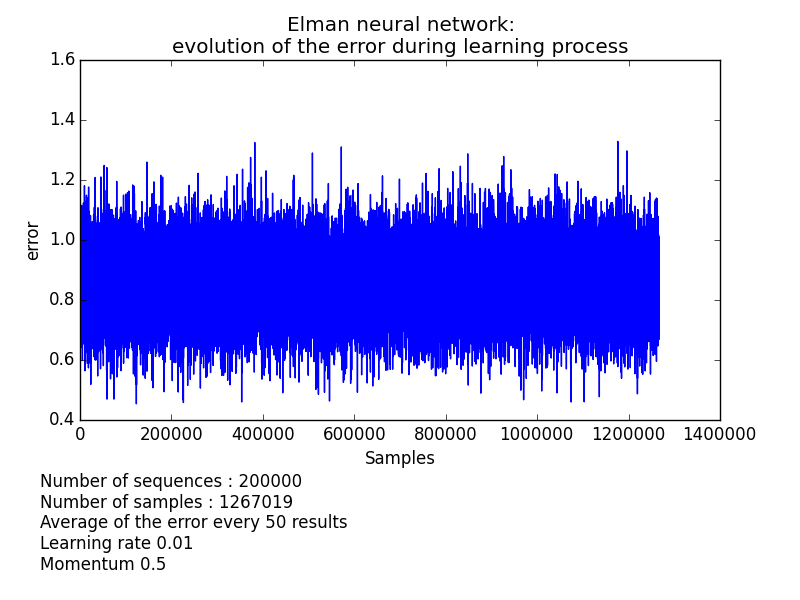 Elman neural network:
evolution of the error during learning process
1.6
1.4
1.2
1.0
0.8
0.6
0.4
error
0 200000 400000 600000 800000 1000000 1200000 1400000
Samples
Number of sequences : 200000
Number of samples : 1267019
Average of the error every 50 results
Learning rate 0.01
Momentum 0.5